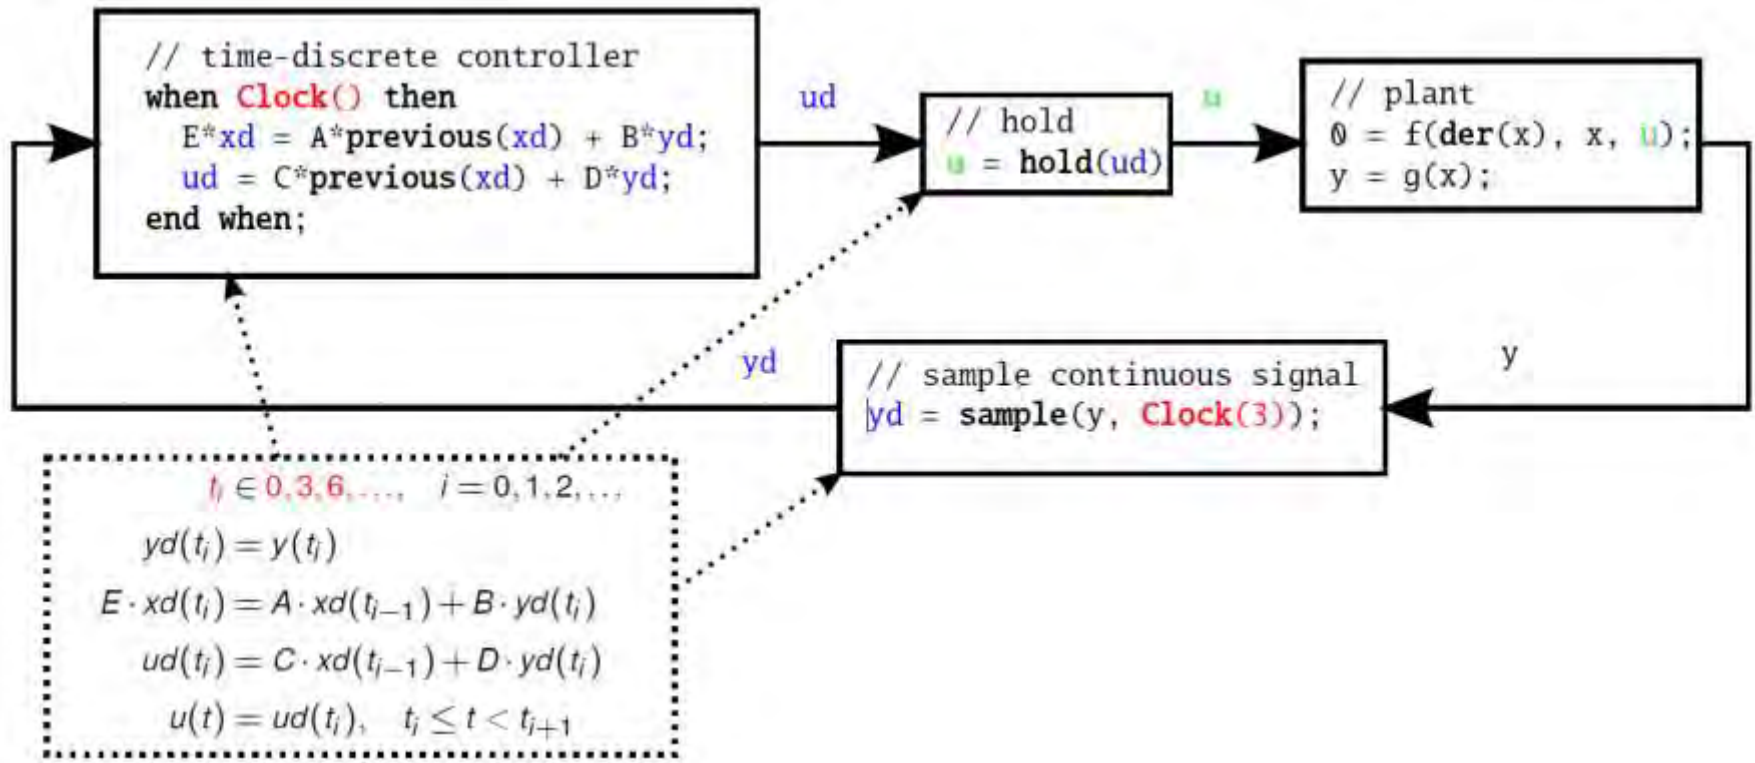 // time-discrete controller
when Clock() then
E*xd = A*previous(xd) + B*yd;
ud = C*previous(xd) + D*yd;
end when;
ud
// hold
u = hold(ud)
u
// plant
0 = f(der(x), x, u);
y = g(x);
yd
// sample continuous signal
yd = sample(y, Clock(3));
y
tᵢ ∈ 0,3,6,..., i = 0,1,2,...
yd(tᵢ) = y(tᵢ)
E · xd(tᵢ) = A · xd(tᵢ₋₁) + B · yd(tᵢ)
ud(tᵢ) = C · xd(tᵢ₋₁) + D · yd(tᵢ)
u(t) = ud(tᵢ), tᵢ ≤ t < tᵢ₊₁